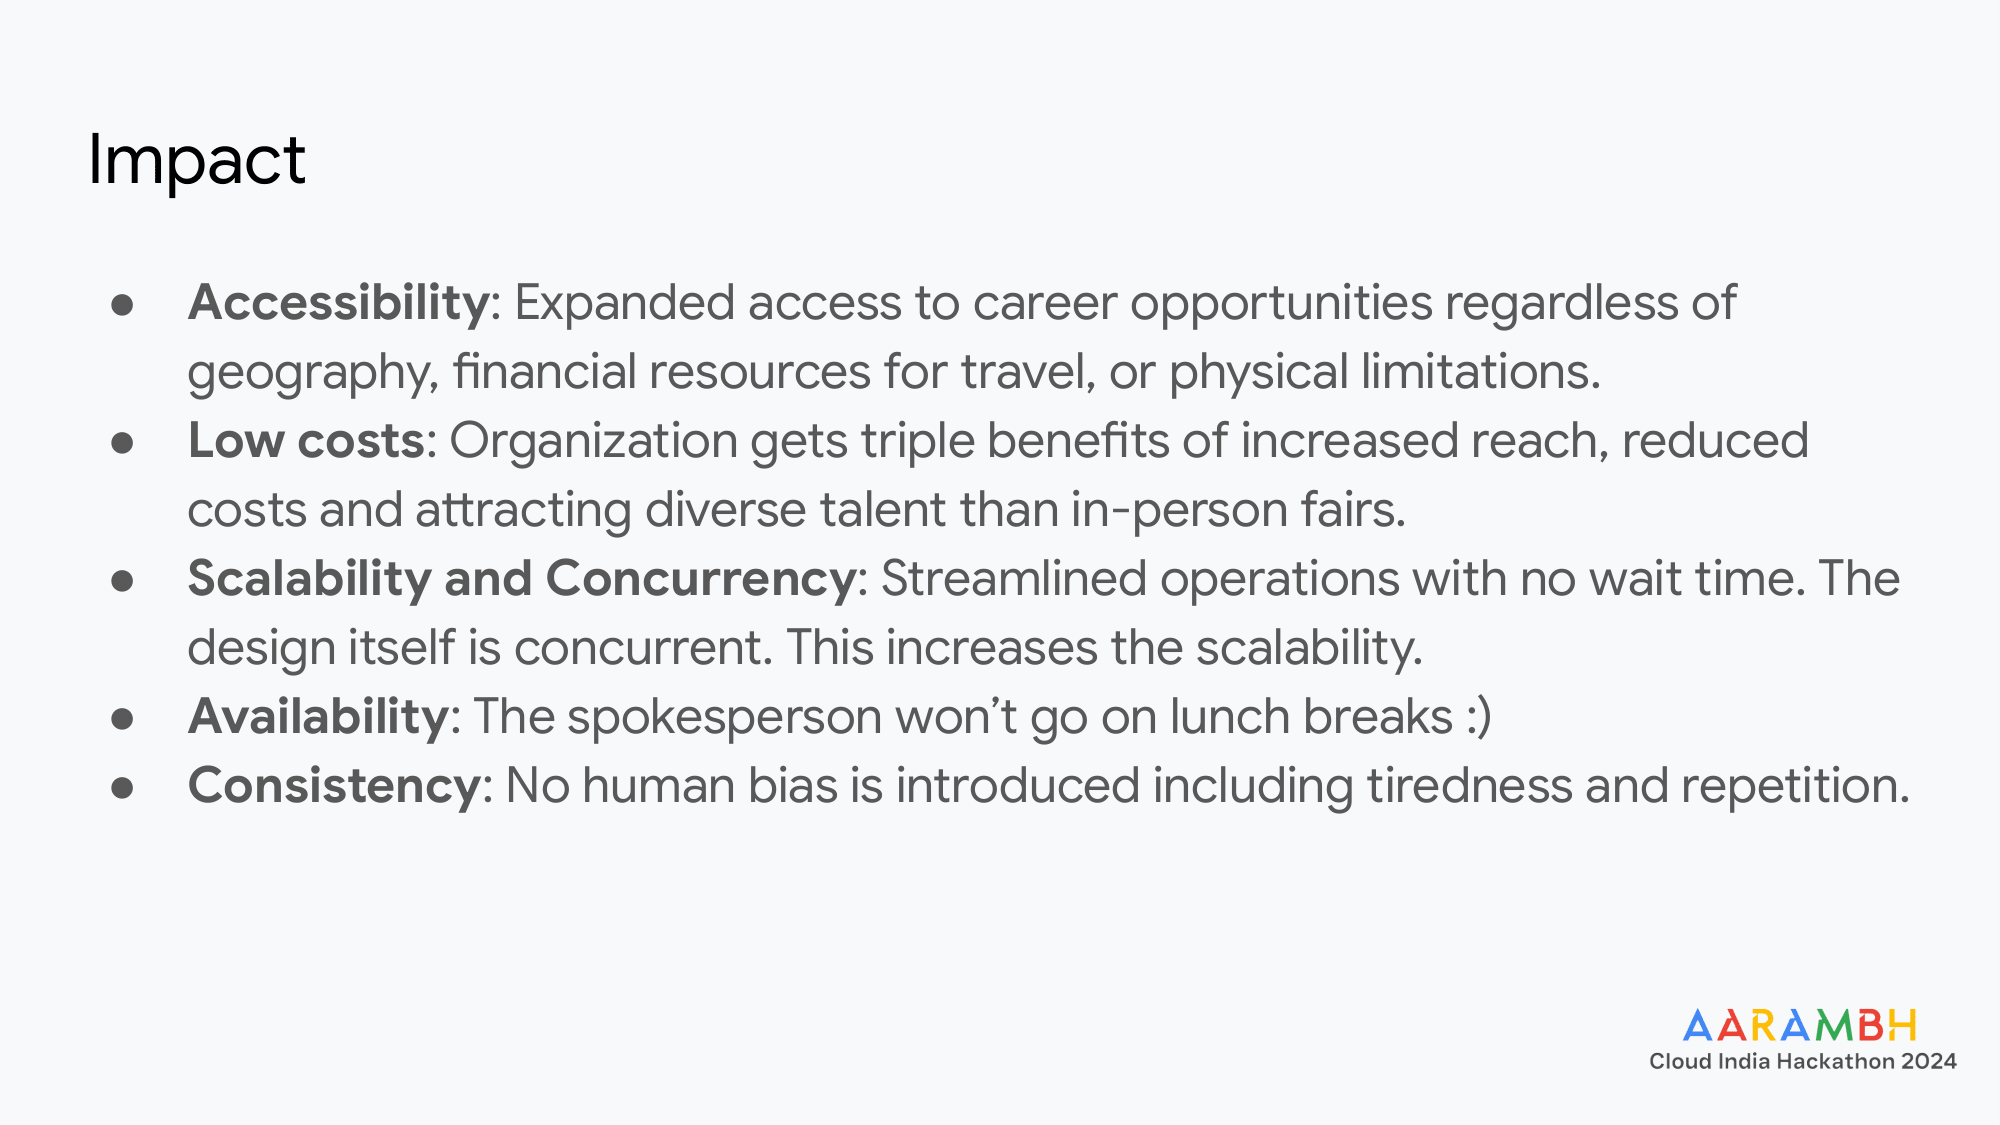 Impact
● Accessibility: Expanded access to career opportunities regardless of
geography, financial resources for travel, or physical limitations.
● Low costs: Organization gets triple benefits of increased reach, reduced
costs and attracting diverse talent than in-person fairs.
● Scalability and Concurrency: Streamlined operations with no wait time. The
design itself is concurrent. This increases the scalability.
● Availability: The spokesperson won’t go on lunch breaks :)
● Consistency: No human bias is introduced including tiredness and repetition.
AARAMBH
Cloud India Hackathon 2024